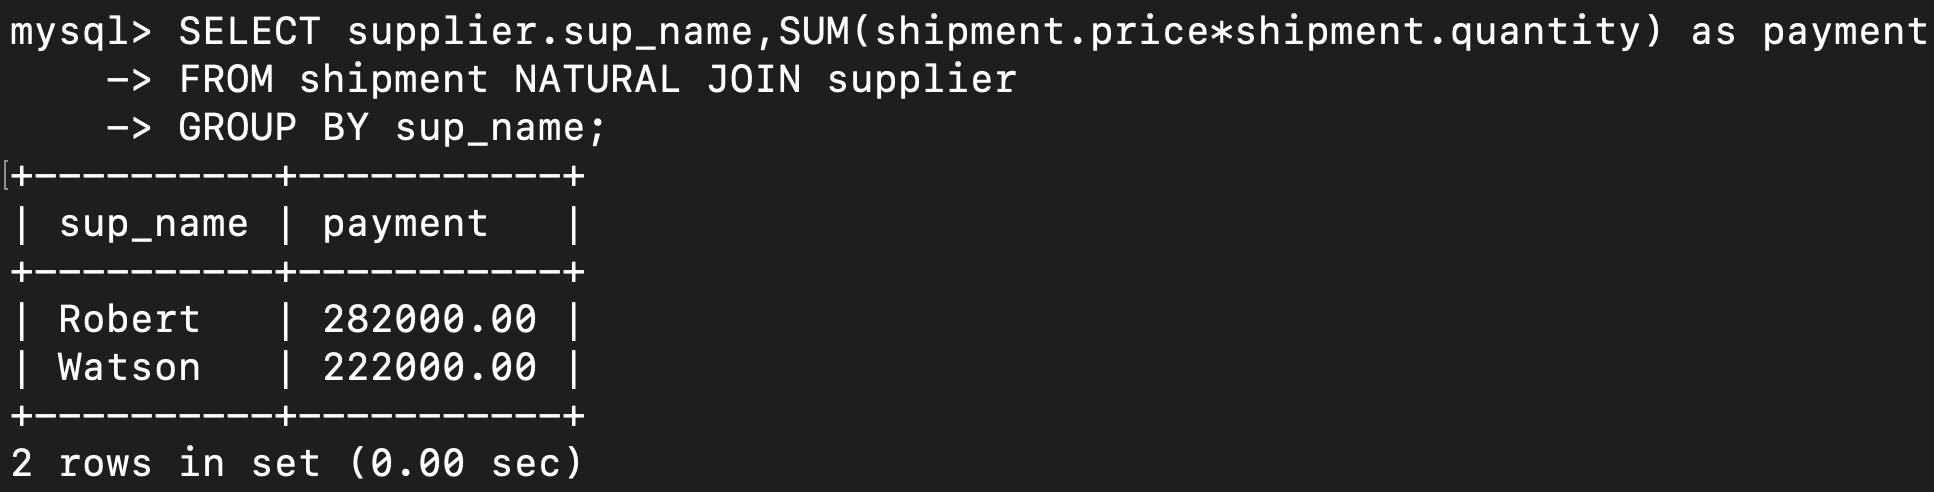 mysql> SELECT supplier.sup_name,SUM(shipment.price*shipment.quantity) as payment
    -> FROM shipment NATURAL JOIN supplier
    -> GROUP BY sup_name;
[+----------+-----------+
| sup_name | payment   |
+----------+-----------+
| Robert   | 282000.00 |
| Watson   | 222000.00 |
+----------+-----------+
2 rows in set (0.00 sec)